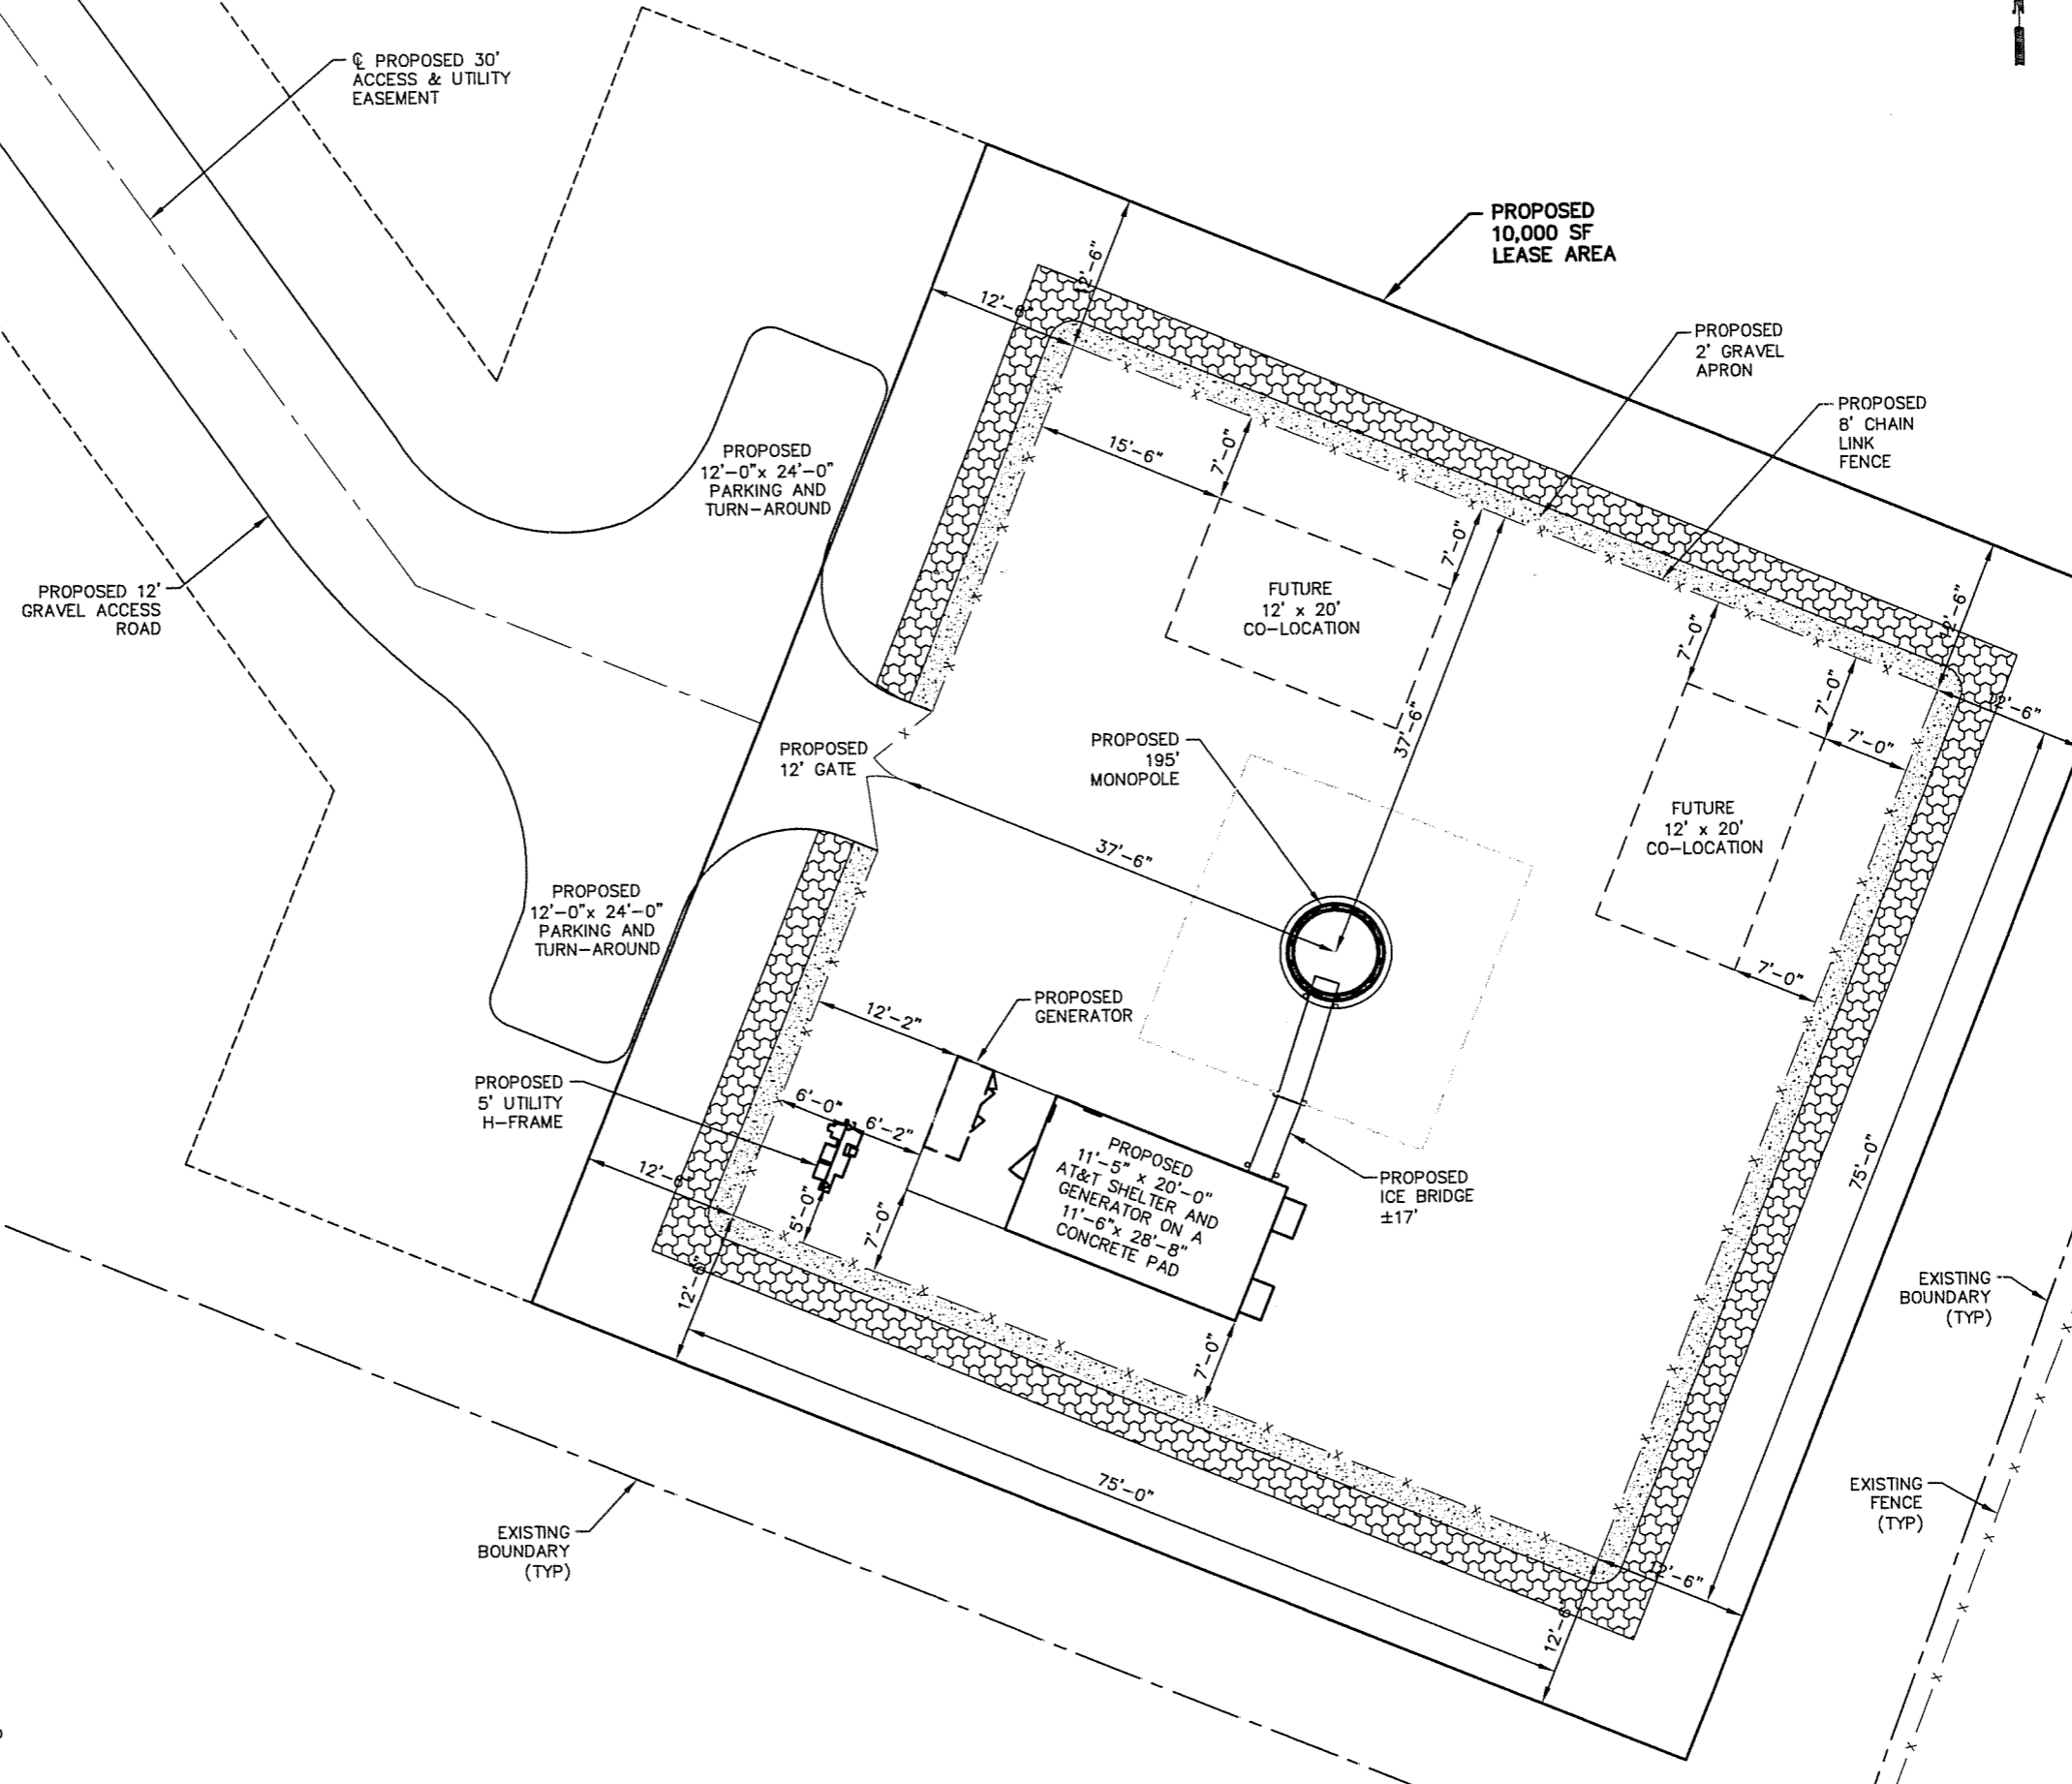 ℄ PROPOSED 30'
ACCESS & UTILITY
EASEMENT
PROPOSED
10,000 SF
LEASE AREA
12'-6"
12'-6"
PROPOSED
2' GRAVEL
APRON
PROPOSED
8' CHAIN
LINK
FENCE
PROPOSED
12'-0"x 24'-0"
PARKING AND
TURN-AROUND
15'-6"
7'-0"
7'-0"
PROPOSED 12'
GRAVEL ACCESS
ROAD
FUTURE
12' x 20'
CO-LOCATION
7'-0"
7'-0"
12'-6"
12'-6"
7'-0"
37'-6"
PROPOSED
12' GATE
PROPOSED
195'
MONOPOLE
FUTURE
12' x 20'
CO-LOCATION
37'-6"
PROPOSED
12'-0"x 24'-0"
PARKING AND
TURN-AROUND
7'-0"
12'-2"
PROPOSED
GENERATOR
PROPOSED
5' UTILITY
H-FRAME
6'-0"
6'-2"
12'-6"
5'-0"
7'-0"
12'-6"
PROPOSED
11'-5" x 20'-0"
AT&T SHELTER AND
GENERATOR ON A
11'-6"x 28'-8"
CONCRETE PAD
PROPOSED
ICE BRIDGE
±17'
75'-0"
7'-0"
EXISTING
BOUNDARY
(TYP)
75'-0"
EXISTING
FENCE
(TYP)
EXISTING
BOUNDARY
(TYP)
12'-6"
12'-6"